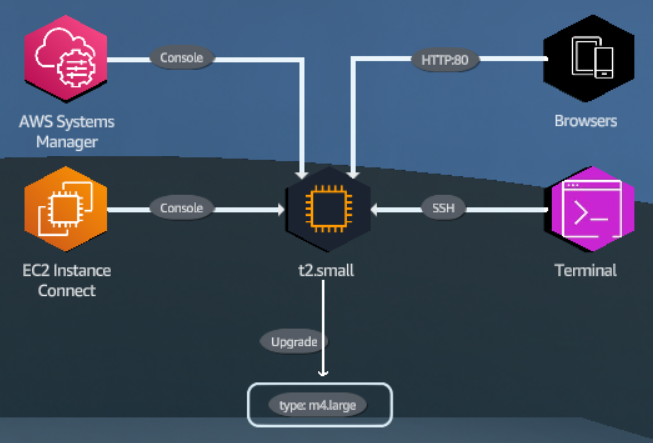 Console
HTTP:80
AWS Systems
Manager
Browsers
Console
SSH
EC2 Instance
Connect
t2.small
Terminal
Upgrade
type: m4.large